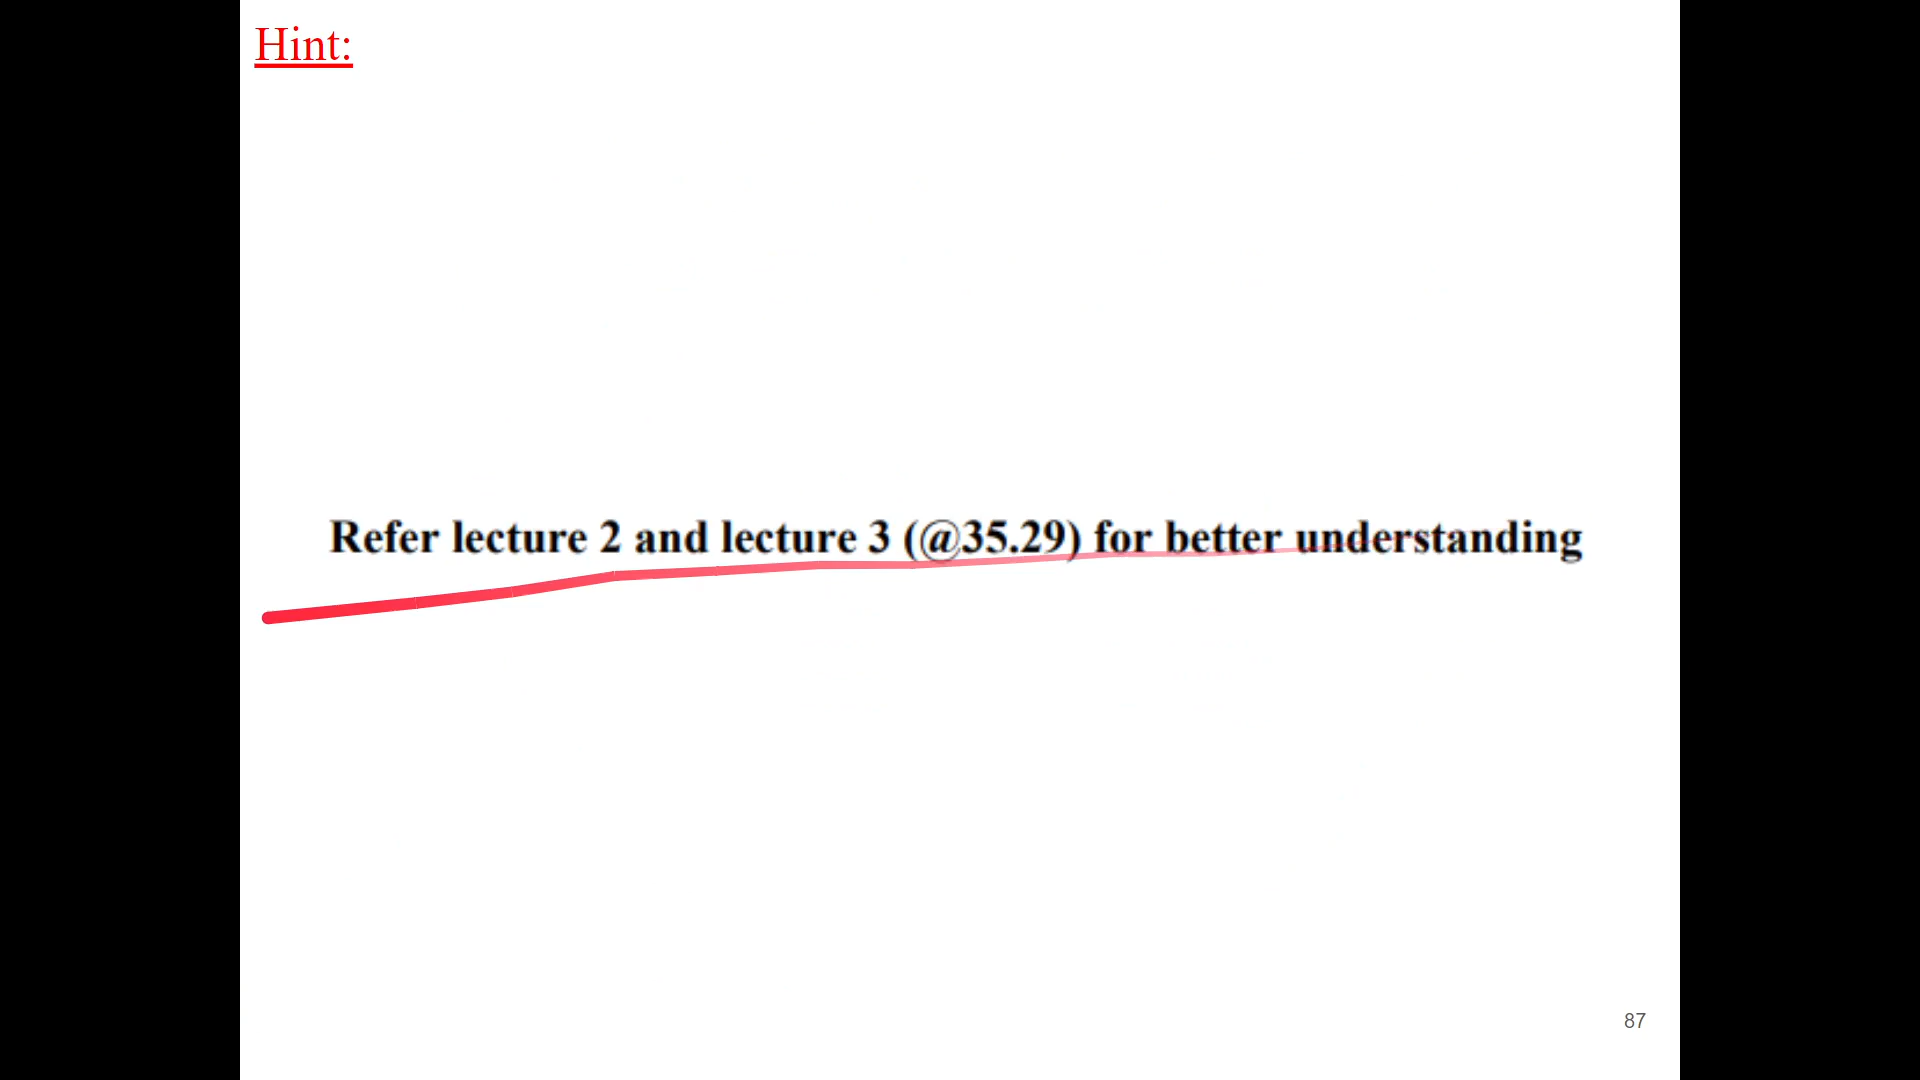 Hint:
Refer lecture 2 and lecture 3 (@35.29) for better understanding
87